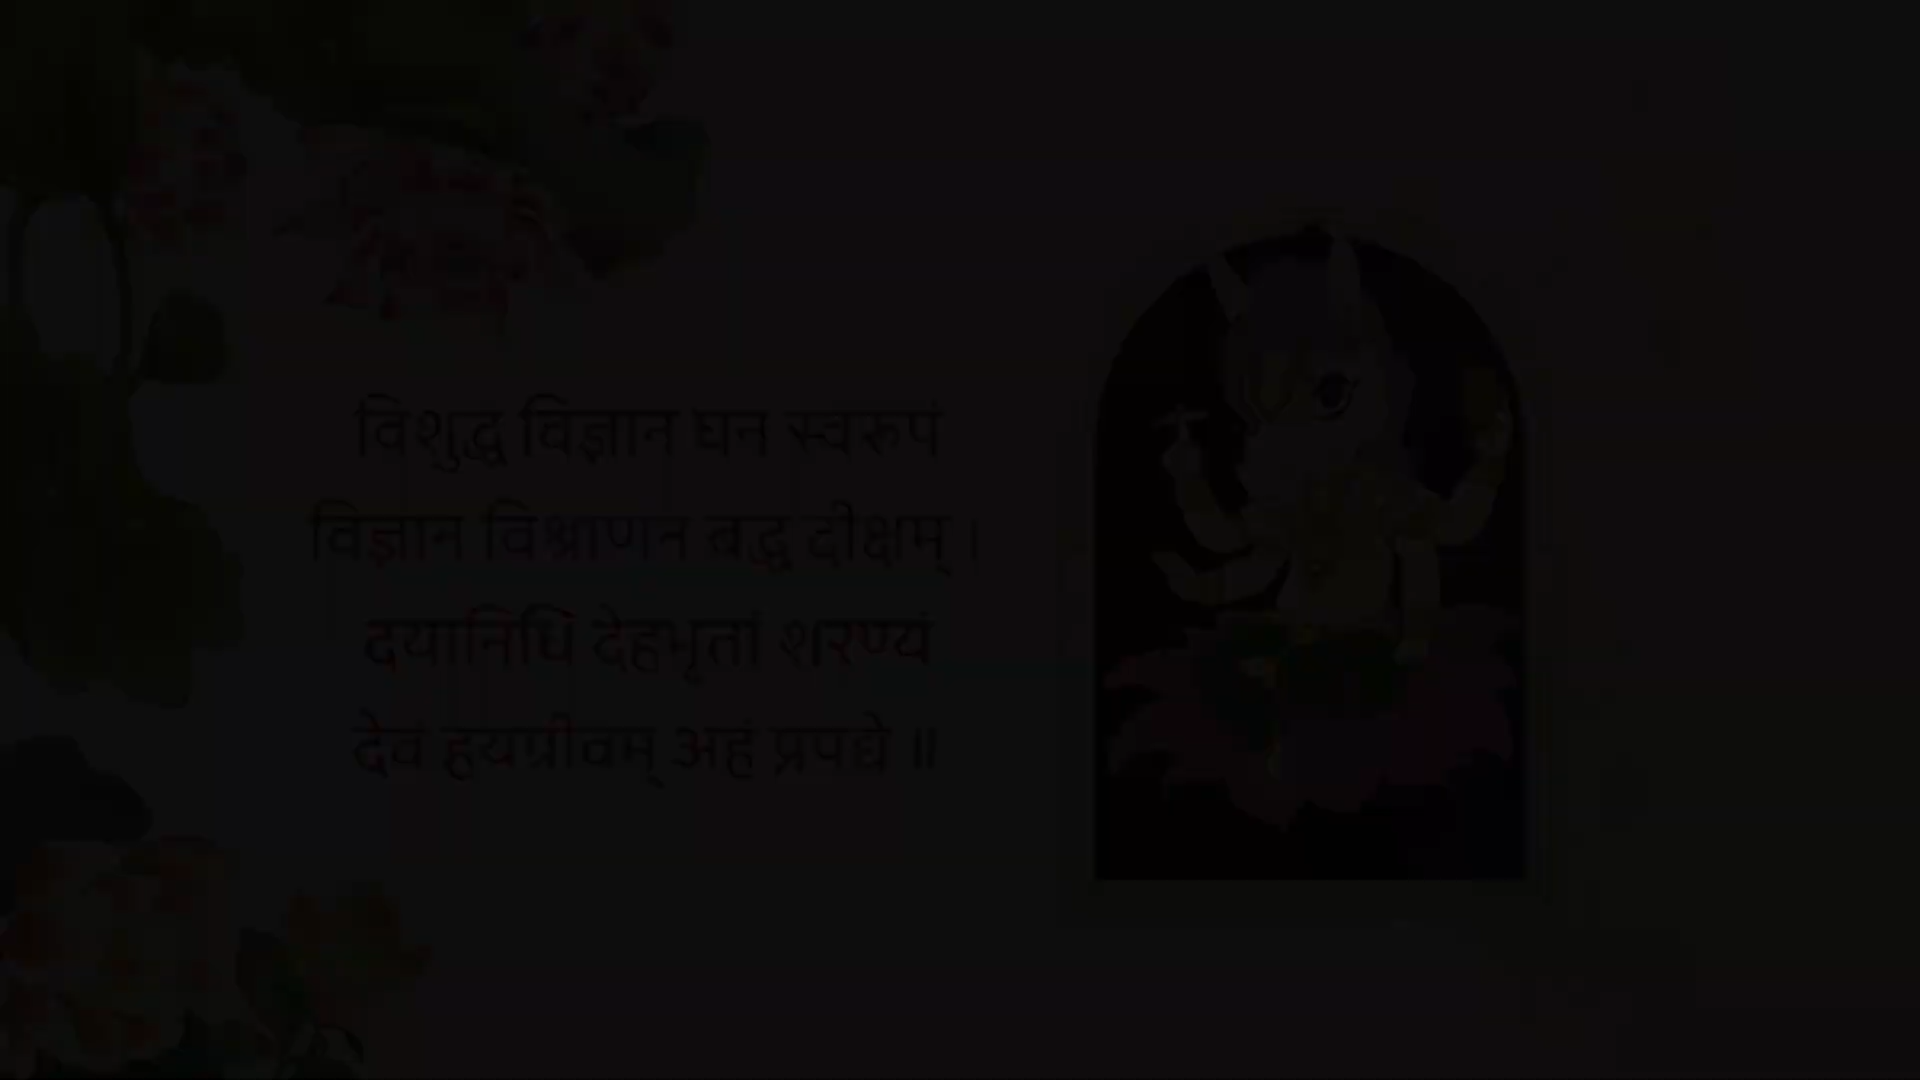 विशुद्ध विज्ञान घन स्वरूपं
विज्ञान विश्राणन बद्ध दीक्षम् ।
दयानिधिं देहभृतां शरण्यं
देवं हयग्रीवम् अहं प्रपद्ये ॥